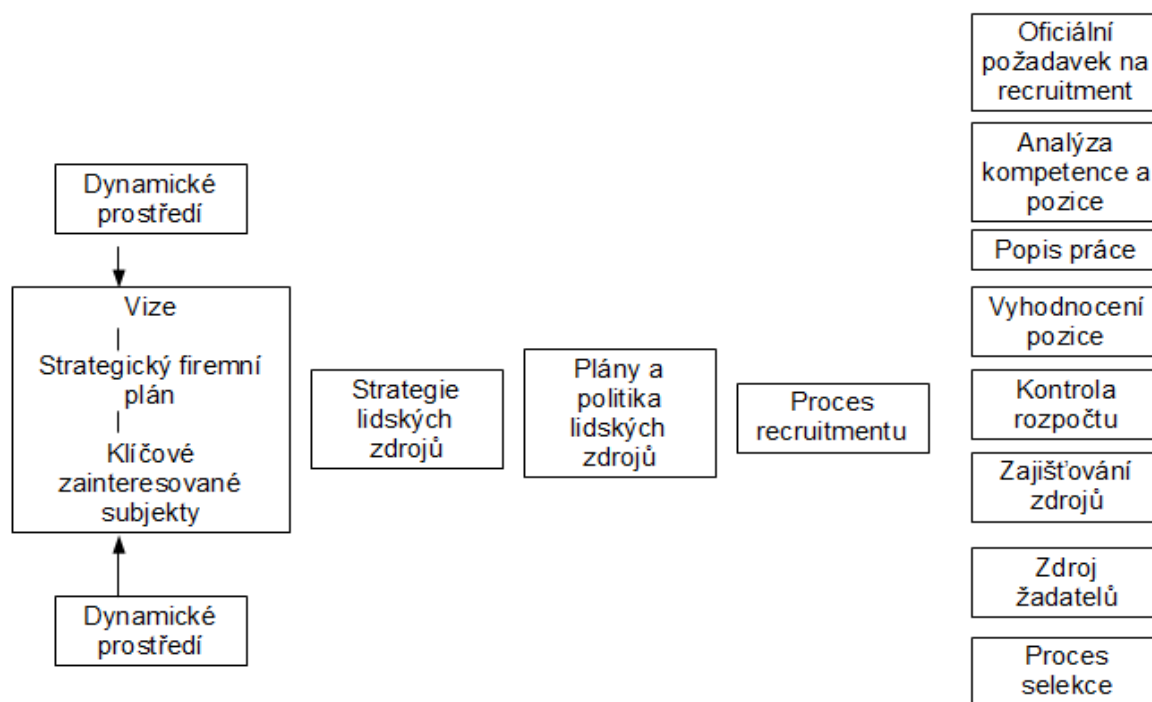 Dynamické
prostředí
Vize
Strategický firemní
plán
Klíčové
zainteresované
subjekty
Dynamické
prostředí
Strategie
lidských
zdrojů
Plány a
politika
lidských
zdrojů
Proces
recruitmentu
Oficiální
požadavek na
recruitment
Analýza
kompetence a
pozice
Popis práce
Vyhodnocení
pozice
Kontrola
rozpočtu
Zajišťování
zdrojů
Zdroj
žadatelů
Proces
selekce